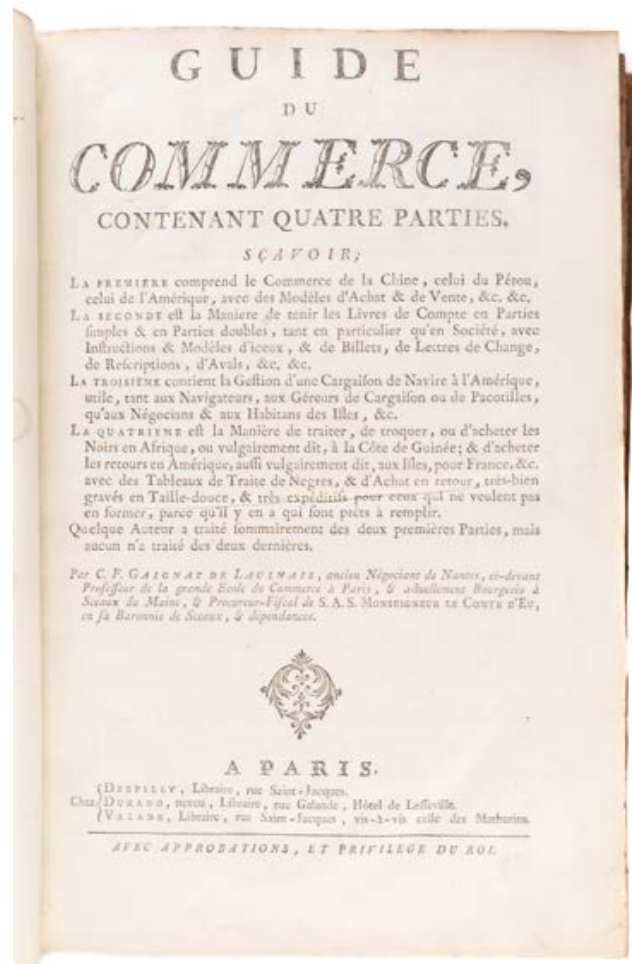 GUIDE
DU
COMMERCE,
CONTENANT QUATRE PARTIES.
SÇAVOIR;
LA PREMIERE comprend le Commerce de la Chine, celui du Pérou,
celui de l'Amérique, avec des Modèles d'Achat & de Vente, &c. &c.
LA SECONDE est la Maniere de tenir les Livres de Compte en Parties
simples & en Parties doubles, tant en particulier qu'en Société, avec
Instructions & Modèles d'iceux, & de Billets, de Lettres de Change,
de Rescriptions, d'Avals, &c. &c.
LA TROISIEME contient la Gestion d'une Cargaison de Navire à l'Amérique,
utile, tant aux Navigateurs, aux Géreurs de Cargaison ou de Pacotilles,
qu'aux Négocians & aux Habitans des Isles, &c.
LA QUATRIEME est la Manière de traiter, de troquer, ou d'acheter les
Noirs en Afrique, ou vulgairement dit, à la Côte de Guinée; & d'acheter
les retours en Amérique, aussi vulgairement dit, aux Isles, pour France, &c.
avec des Tableaux de Traite de Negres, & d'Achat en retour, très-bien
gravés en Taille-douce, & très expéditifs pour ceux qui ne veulent pas
en former, parce qu'il y en a qui sont prêts à remplir.
Quelque Auteur a traité sommairement des deux premières Parties, mais
aucun n'a traité des deux dernières.
Par C. F. GAIGNAT DE LAULNAIS, ancien Négociant de Nantes, ci-devant
Professeur de la grande Ecole du Commerce à Paris, & actuellement Bourgeois à
Sceaux du Maine, & Procureur-Fiscal de S. A. S. MONSEIGNEUR LE COMTE D'EU,
en sa Baronnie de Sceaux, & dépendances.
A PARIS.
DESPILLY, Libraire, rue Saint-Jacques.
Chez DURAND, neveu, Libraire, rue Galande, Hôtel de Lesseville.
VALADE, Libraire, rue Saint-Jacques, vis-à-vis celle des Mathurins.
AVEC APPROBATIONS, ET PRIVILEGE DU ROI.